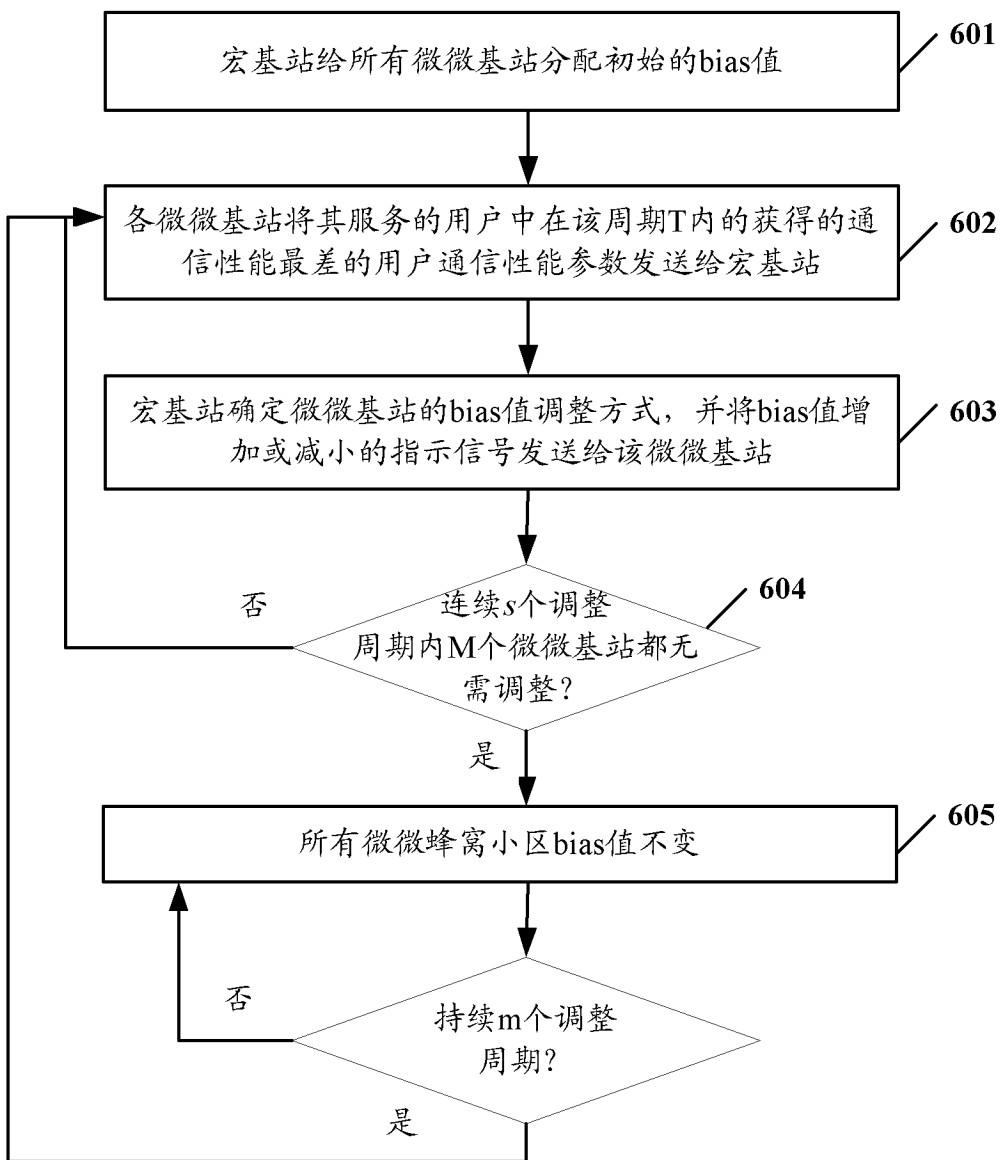 宏基站给所有微微基站分配初始的bias值
601
各微微基站将其服务的用户中在该周期T内的获得的通
信性能最差的用户通信性能参数发送给宏基站
602
宏基站确定微微基站的bias值调整方式，并将bias值增
加或减小的指示信号发送给该微微基站
603
连续s个调整
周期内M个微微基站都无
需调整？
604
否
是
所有微微蜂窝小区bias值不变
605
持续m个调整
周期？
否
是